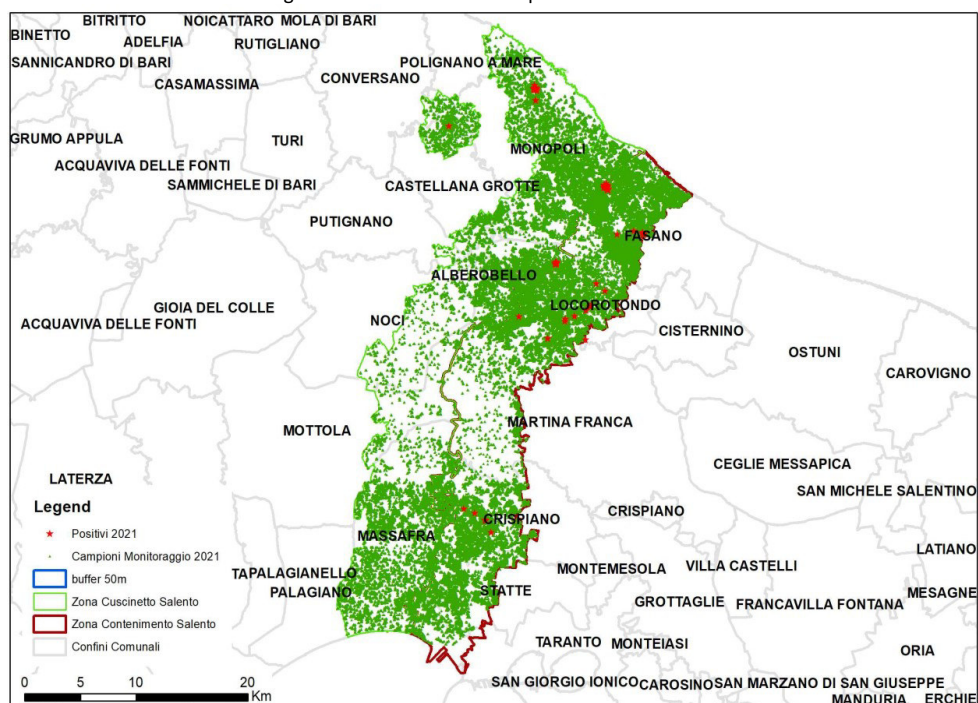 BITRITTO
NOICATTARO
MOLA DI BARI
BINETTO
ADELFIA
RUTIGLIANO
SANNICANDRO DI BARI
POLIGNANO A MARE
CASAMASSIMA
CONVERSANO
GRUMO APPULA
TURI
MONOPOLI
ACQUAVIVA DELLE FONTI
SAMMICHELE DI BARI
CASTELLANA GROTTE
PUTIGNANO
FASANO
ALBEROBELLO
GIOIA DEL COLLE
LOCOROTONDO
ACQUAVIVA DELLE FONTI
NOCI
CISTERNINO
OSTUNI
CAROVIGNO
MARTINA FRANCA
MOTTOLA
CEGLIE MESSAPICA
LATERZA
SAN MICHELE SALENTINO
Legend
Positivi 2021
Campioni Monitoraggio 2021
buffer 50m
Zona Cuscinetto Salento
Zona Contenimento Salento
Confini Comunali
CRISPIANO
CRISPIANO
MASSAFRA
LATIANO
TAPALAGIANELLO
MONTEMESOLA
VILLA CASTELLI
PALAGIANO
STATTE
GROTTAGLIE
FRANCAVILLA FONTANA
MESAGNE
TARANTO
MONTEIASI
ORIA
SAN GIORGIO IONICO
CAROSINO
SAN MARZANO DI SAN GIUSEPPE
MANDURIA
ERCHIE
0 5 10 20
Km